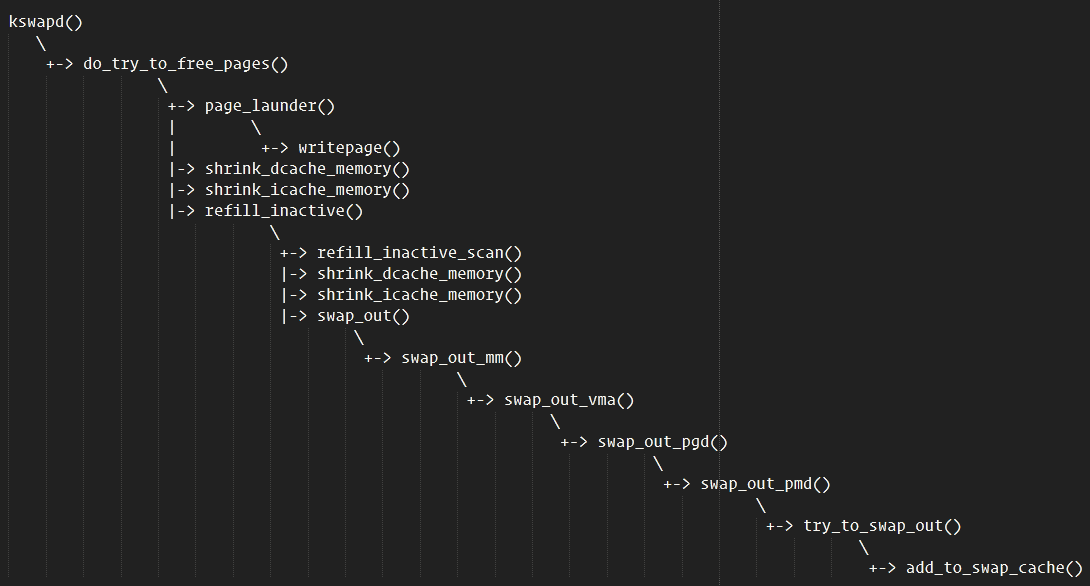 kswapd()
\
+-> do_try_to_free_pages()
\
+-> page_launder()
| \
| +-> writepage()
|-> shrink_dcache_memory()
|-> shrink_icache_memory()
|-> refill_inactive()
\
+-> refill_inactive_scan()
|-> shrink_dcache_memory()
|-> shrink_icache_memory()
|-> swap_out()
\
+-> swap_out_mm()
\
+-> swap_out_vma()
\
+-> swap_out_pgd()
\
+-> swap_out_pmd()
\
+-> try_to_swap_out()
\
+-> add_to_swap_cache()